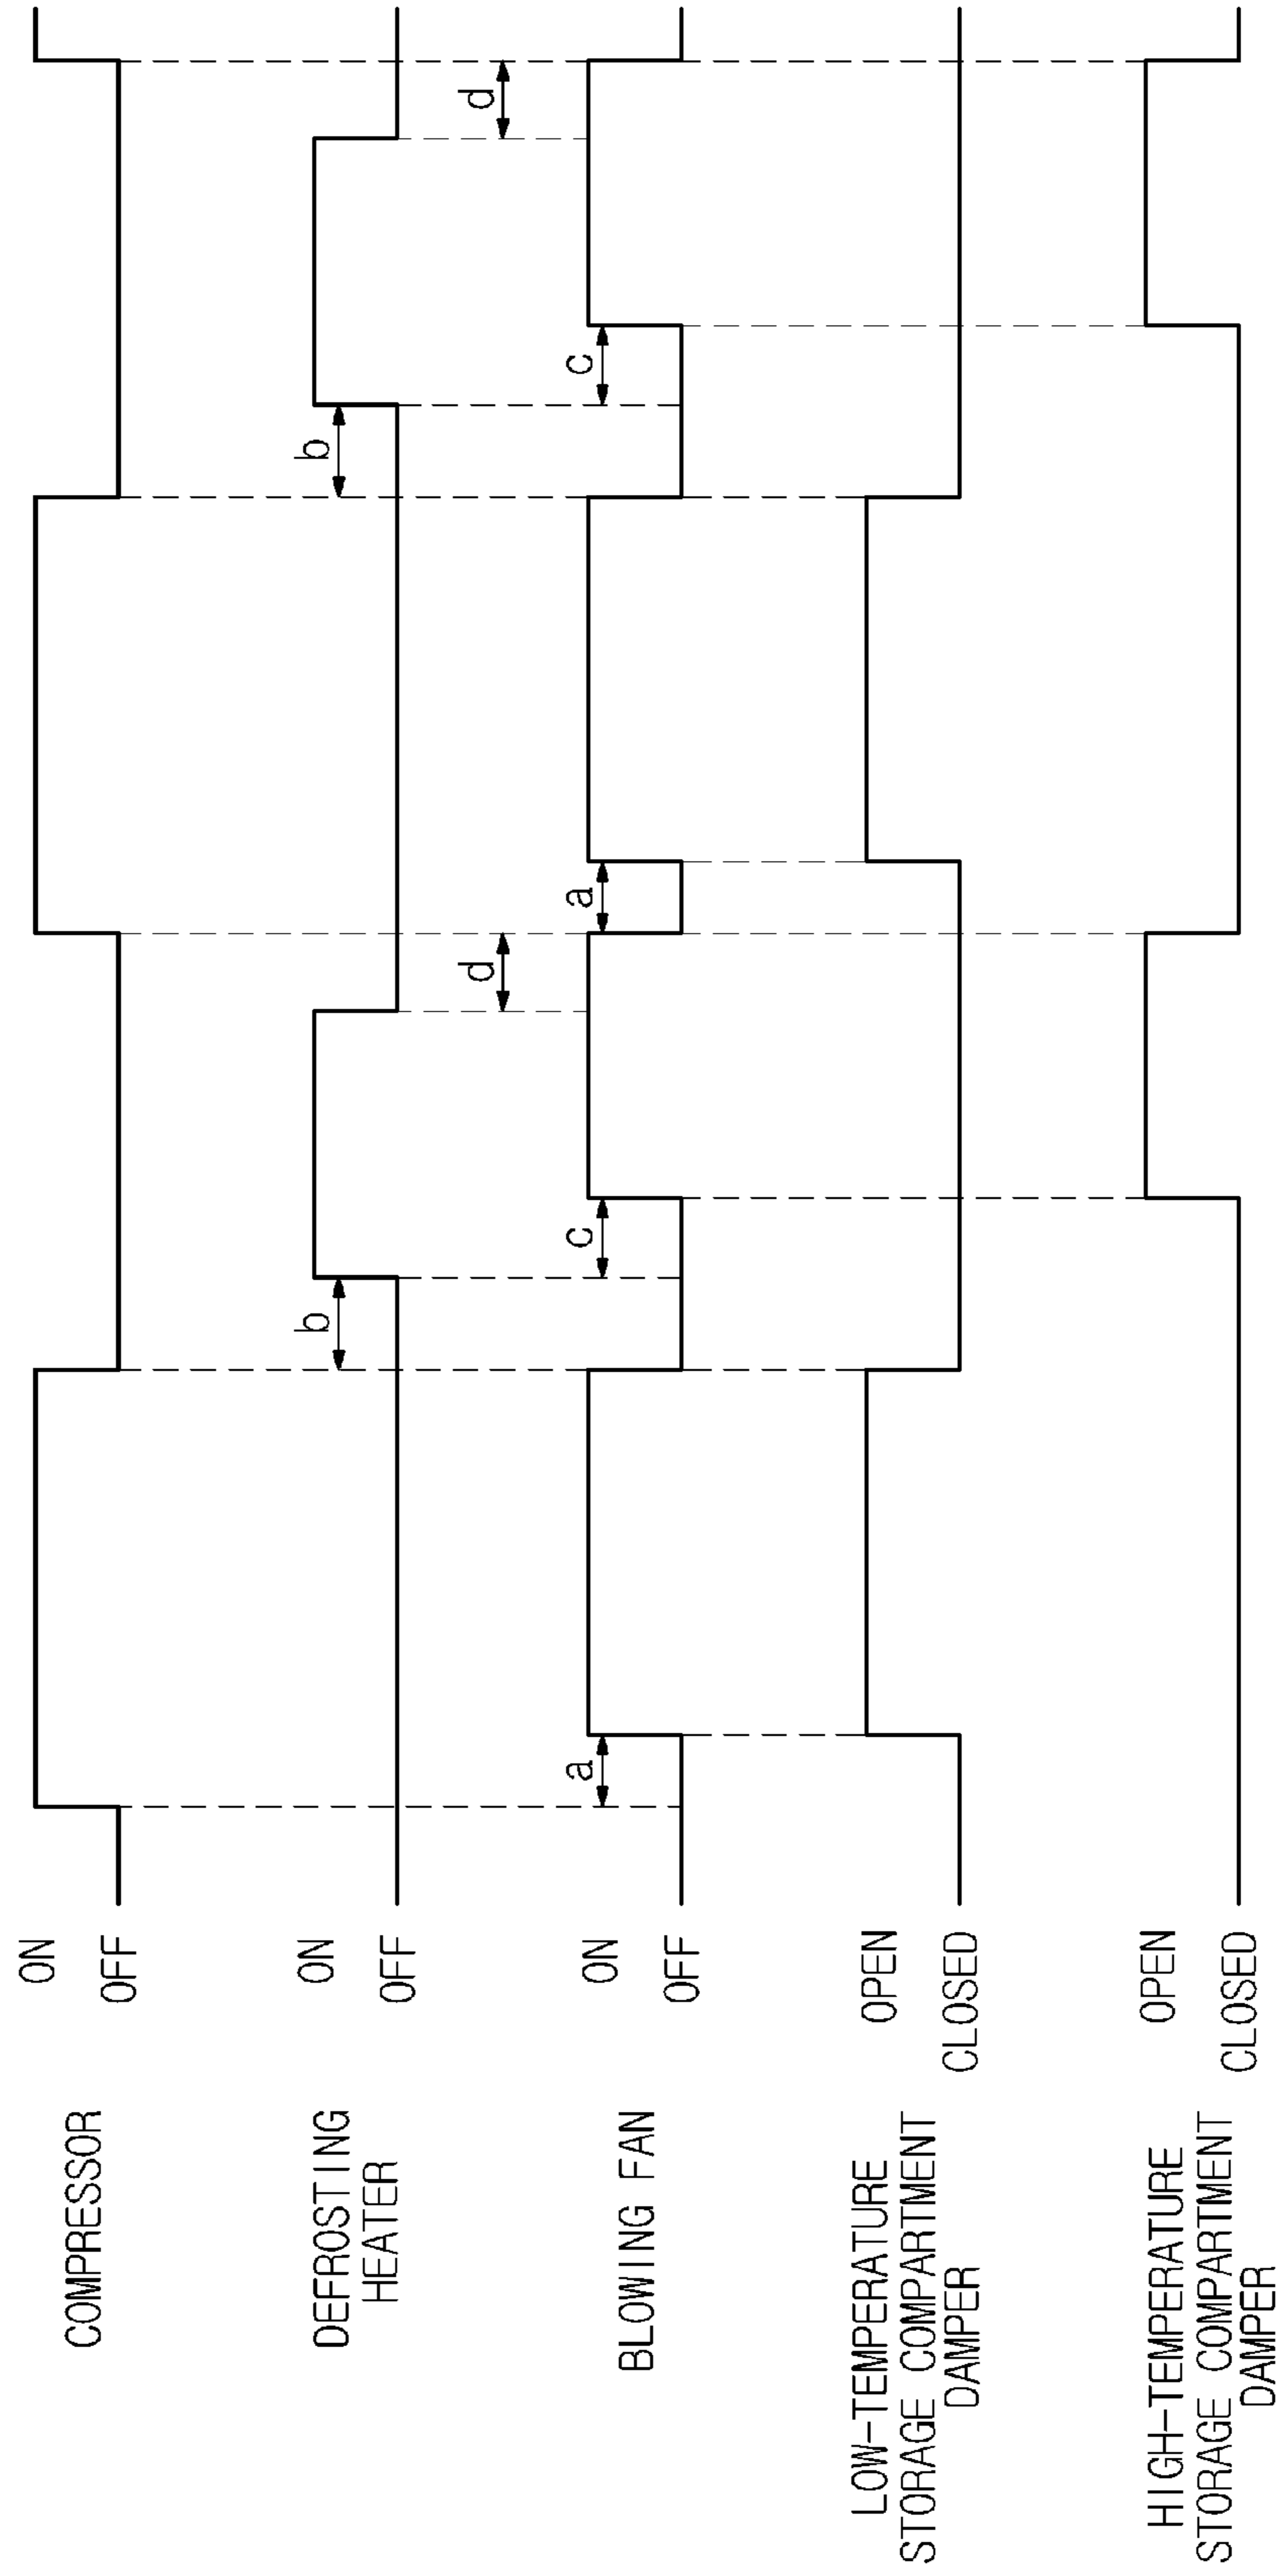 COMPRESSOR
ON
OFF
DEFROSTING
HEATER
ON
OFF
b
b
d
d
BLOWING FAN
ON
OFF
a
c
a
c
LOW-TEMPERATURE
STORAGE COMPARTMENT
DAMPER
OPEN
CLOSED
HIGH-TEMPERATURE
STORAGE COMPARTMENT
DAMPER
OPEN
CLOSED